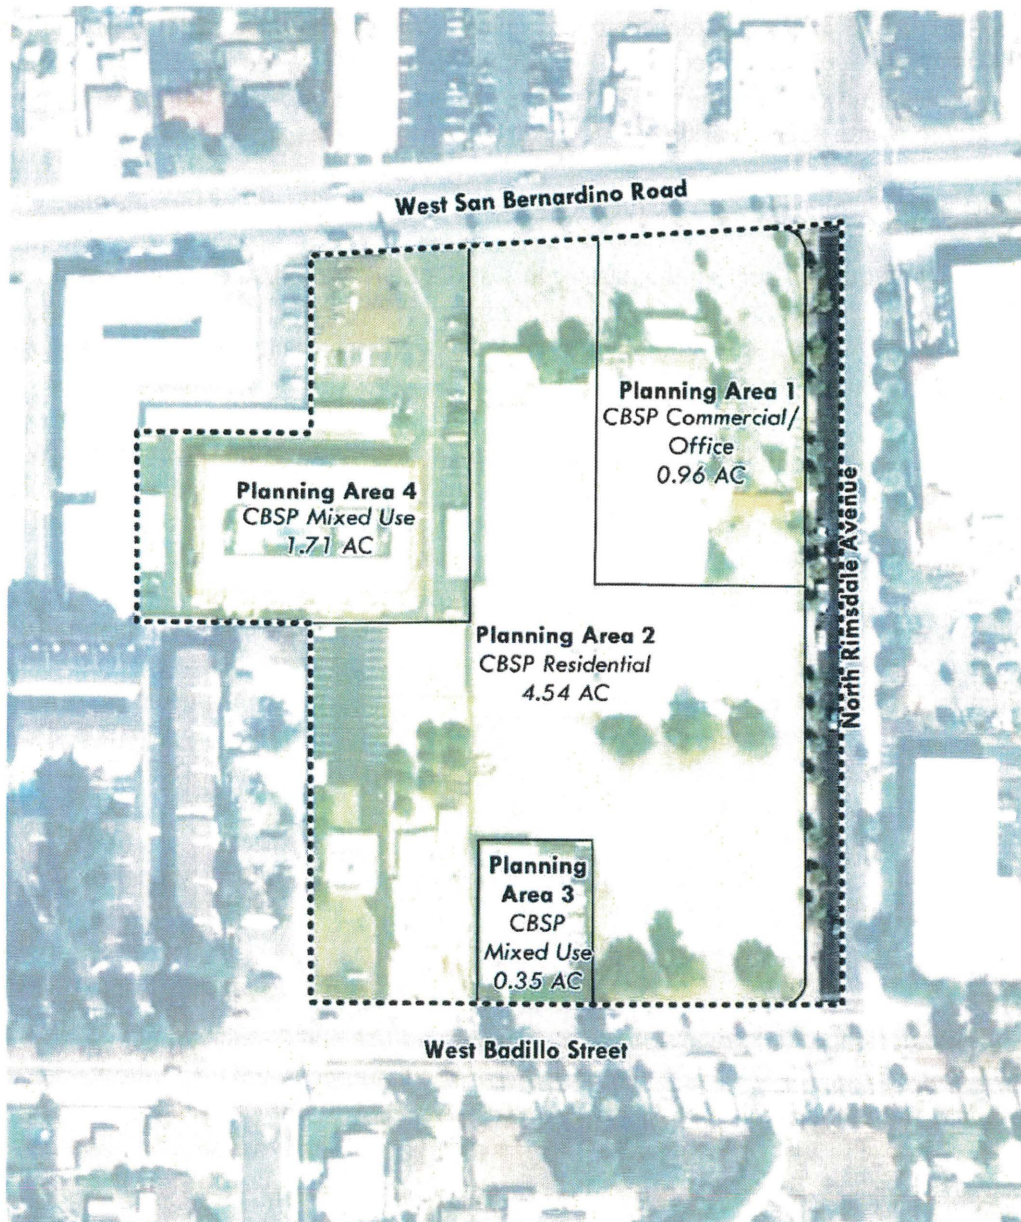 West San Bernardino Road
Planning Area 1
CBSP Commercial/
Office
0.96 AC
Planning Area 4
CBSP Mixed Use
1.71 AC
North Rimsdale Avenue
Planning Area 2
CBSP Residential
4.54 AC
Planning
Area 3
CBSP
Mixed Use
0.35 AC
West Badillo Street